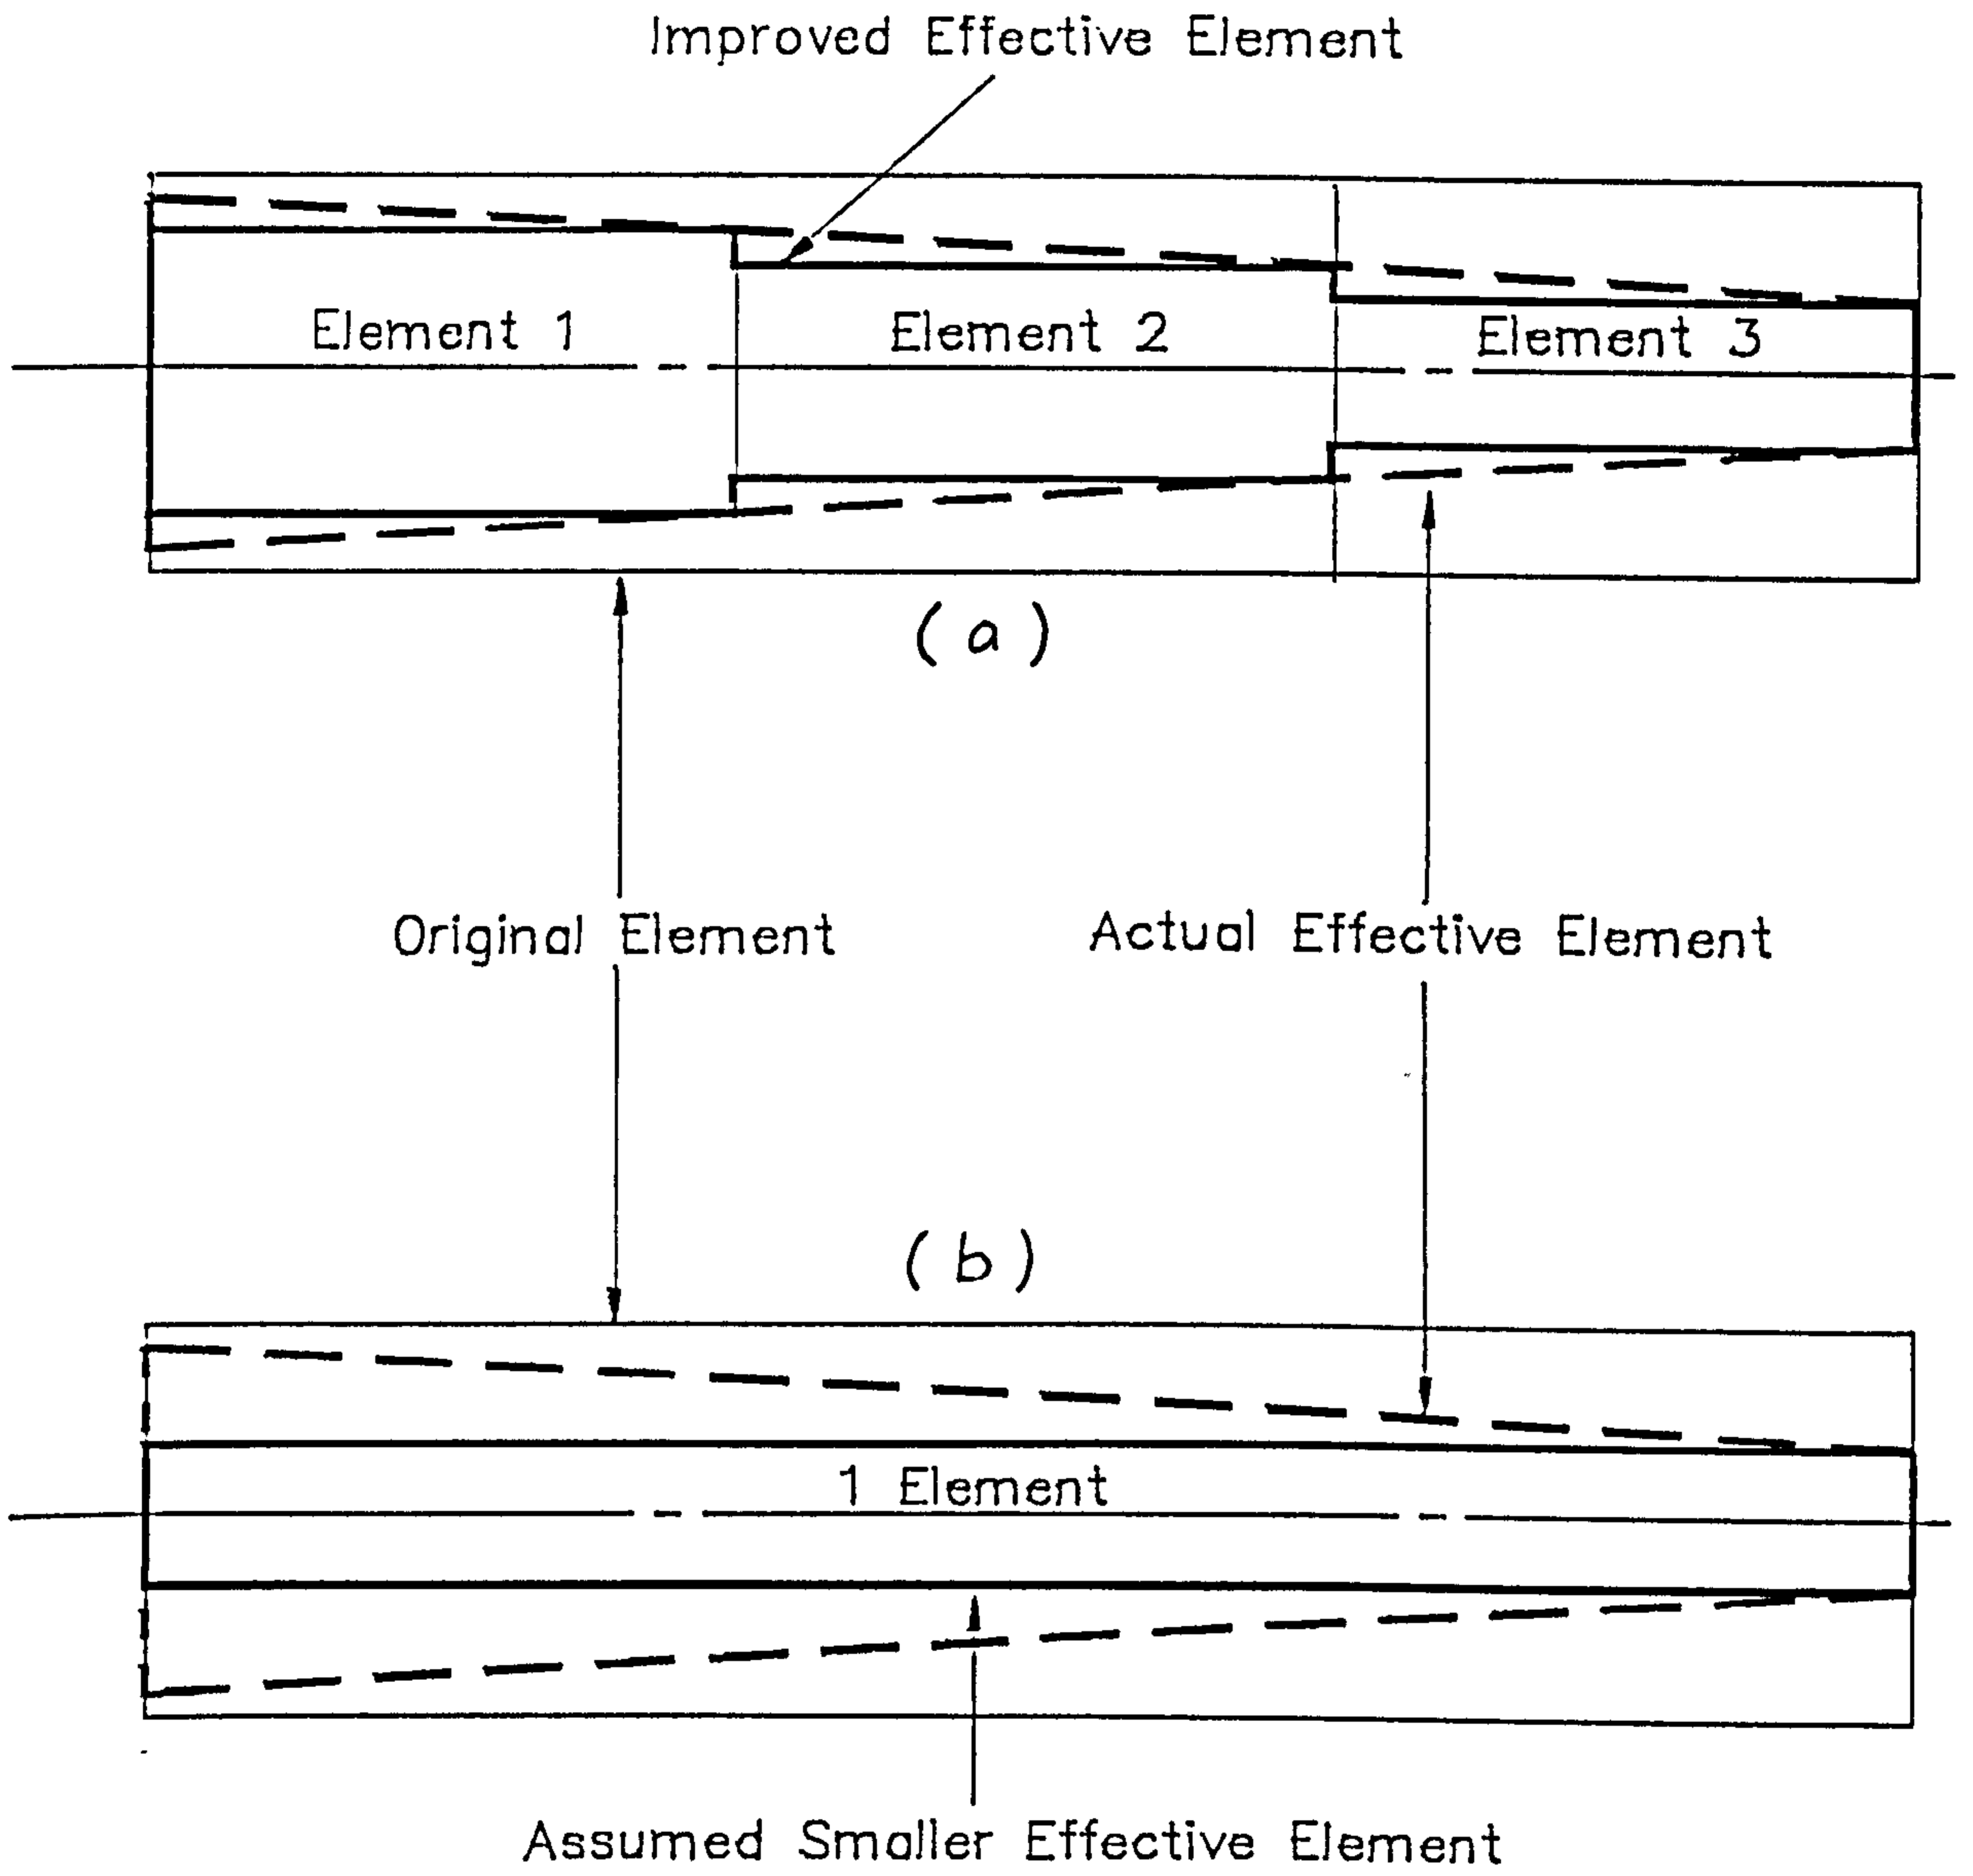 Improved Effective Element
Element 1
Element 2
Element 3
( a )
Original Element
Actual Effective Element
( b )
1 Element
Assumed Smaller Effective Element